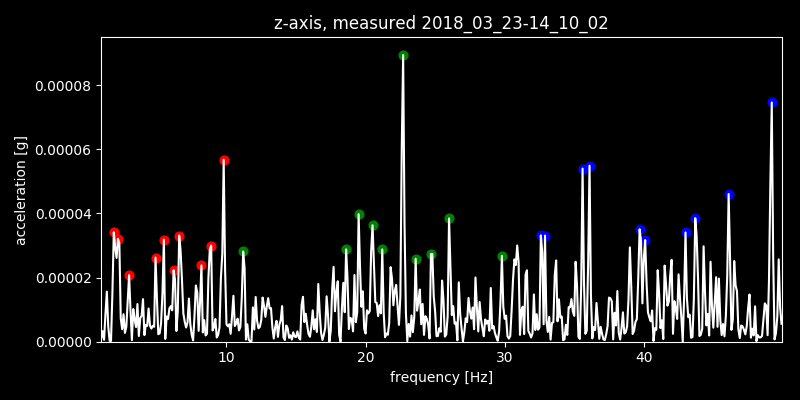 z-axis, measured 2018_03_23-14_10_02
0.00008
0.00006
0.00004
0.00002
0.00000
acceleration [g]
10 20 30 40
frequency [Hz]